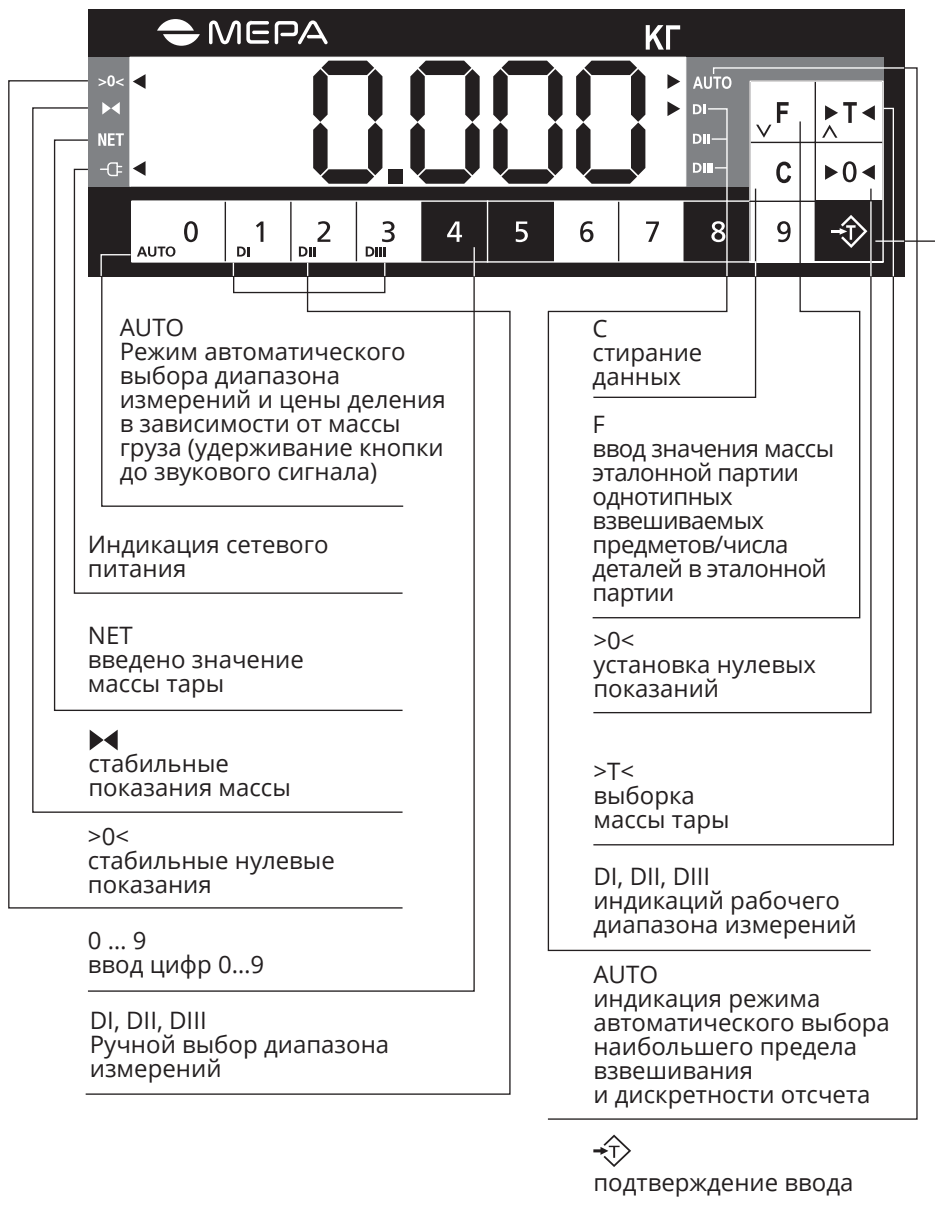 МЕРА
КГ
>0<
NET
0.000
AUTO
DI
DII
DIII
F
T
C
0
0 AUTO
1 DI
2 DII
3 DIII
4
5
6
7
8
9
T
AUTO
Режим автоматического
выбора диапазона
измерений и цены деления
в зависимости от массы
груза (удерживание кнопки
до звукового сигнала)
Индикация сетевого
питания
NET
введено значение
массы тары
стабильные
показания массы
>0<
стабильные нулевые
показания
0 ... 9
ввод цифр 0...9
DI, DII, DIII
Ручной выбор диапазона
измерений
C
стирание
данных
F
ввод значения массы
эталонной партии
однотипных
взвешиваемых
предметов/числа
деталей в эталонной
партии
>0<
установка нулевых
показаний
>T<
выборка
массы тары
DI, DII, DIII
индикаций рабочего
диапазона измерений
AUTO
индикация режима
автоматического выбора
наибольшего предела
взвешивания
и дискретности отсчета
T
подтверждение ввода